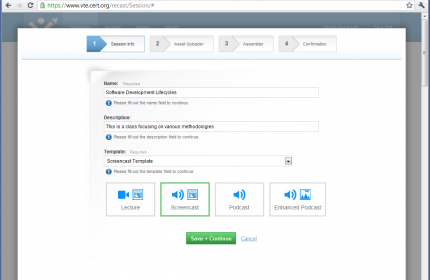 https://www.vte.cert.org/recast/Session/#
1 Session Info 2 Asset Uploader 3 Assembler 4 Confirmation
Name: Required
Software Development Lifecycles
Please fill out the name field to continue.
Description:
This is a class focusing on various methodologies
Please fill out the description field to continue.
Template: Required
Screencast Template
Please fill out the template field to continue.
Lecture Screencast Podcast Enhanced Podcast
Save + Continue Cancel